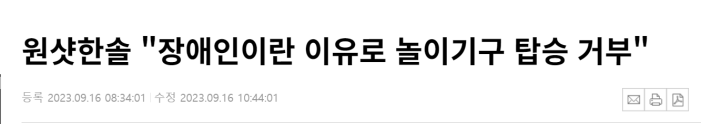 원샷한솔 "장애인이란 이유로 놀이기구 탑승 거부"
등록 2023.09.16 08:34:01 수정 2023.09.16 10:44:01